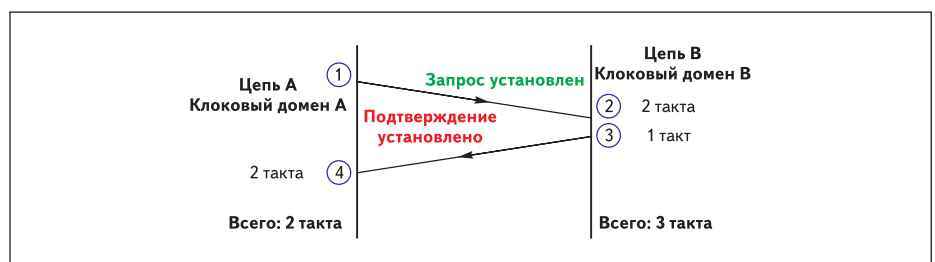 Цепь A
Клоковый домен A
1
Запрос установлен
Цепь B
Клоковый домен B
2 2 такта
Подтверждение
установлено
3 1 такт
2 такта 4
Всего: 2 такта
Всего: 3 такта